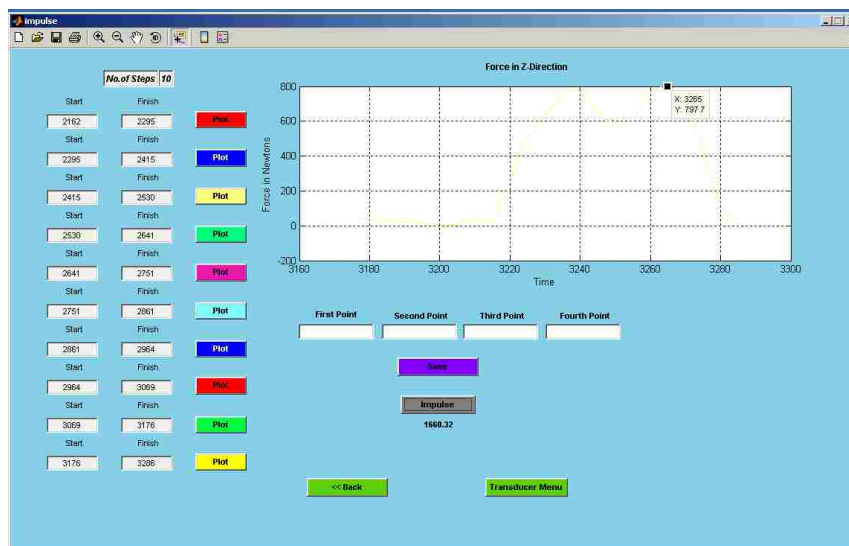 impulse
No.of Steps 10
Force in Z-Direction
Start Finish
2162 2295 Plot
Start Finish
2295 2415 Plot
Start Finish
2415 2530 Plot
Start Finish
2530 2641 Plot
Start Finish
2641 2751 Plot
Start Finish
2751 2861 Plot
Start Finish
2861 2964 Plot
Start Finish
2964 3069 Plot
Start Finish
3069 3176 Plot
Start Finish
3176 3286 Plot
Force in Newtons
800
600
400
200
0
-200
X: 3265
Y: 797.7
3160 3180 3200 3220 3240 3260 3280 3300
Time
First Point Second Point Third Point Fourth Point
Save
Impulse
1660.32
<< Back Transducer Menu